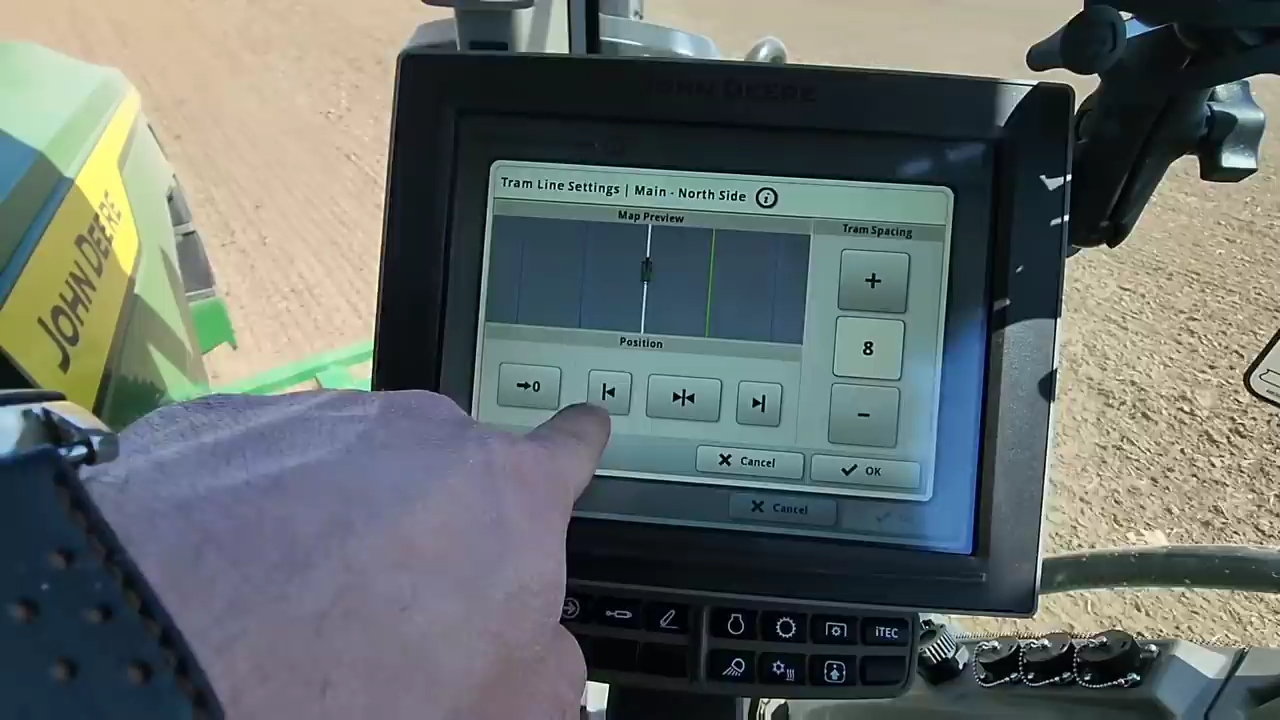 JOHN DEERE
JOHN DEERE
Tram Line Settings | Main - North Side
Map Preview
Tram Spacing
+
8
-
Position
→0
Cancel
OK
Cancel
iTEC